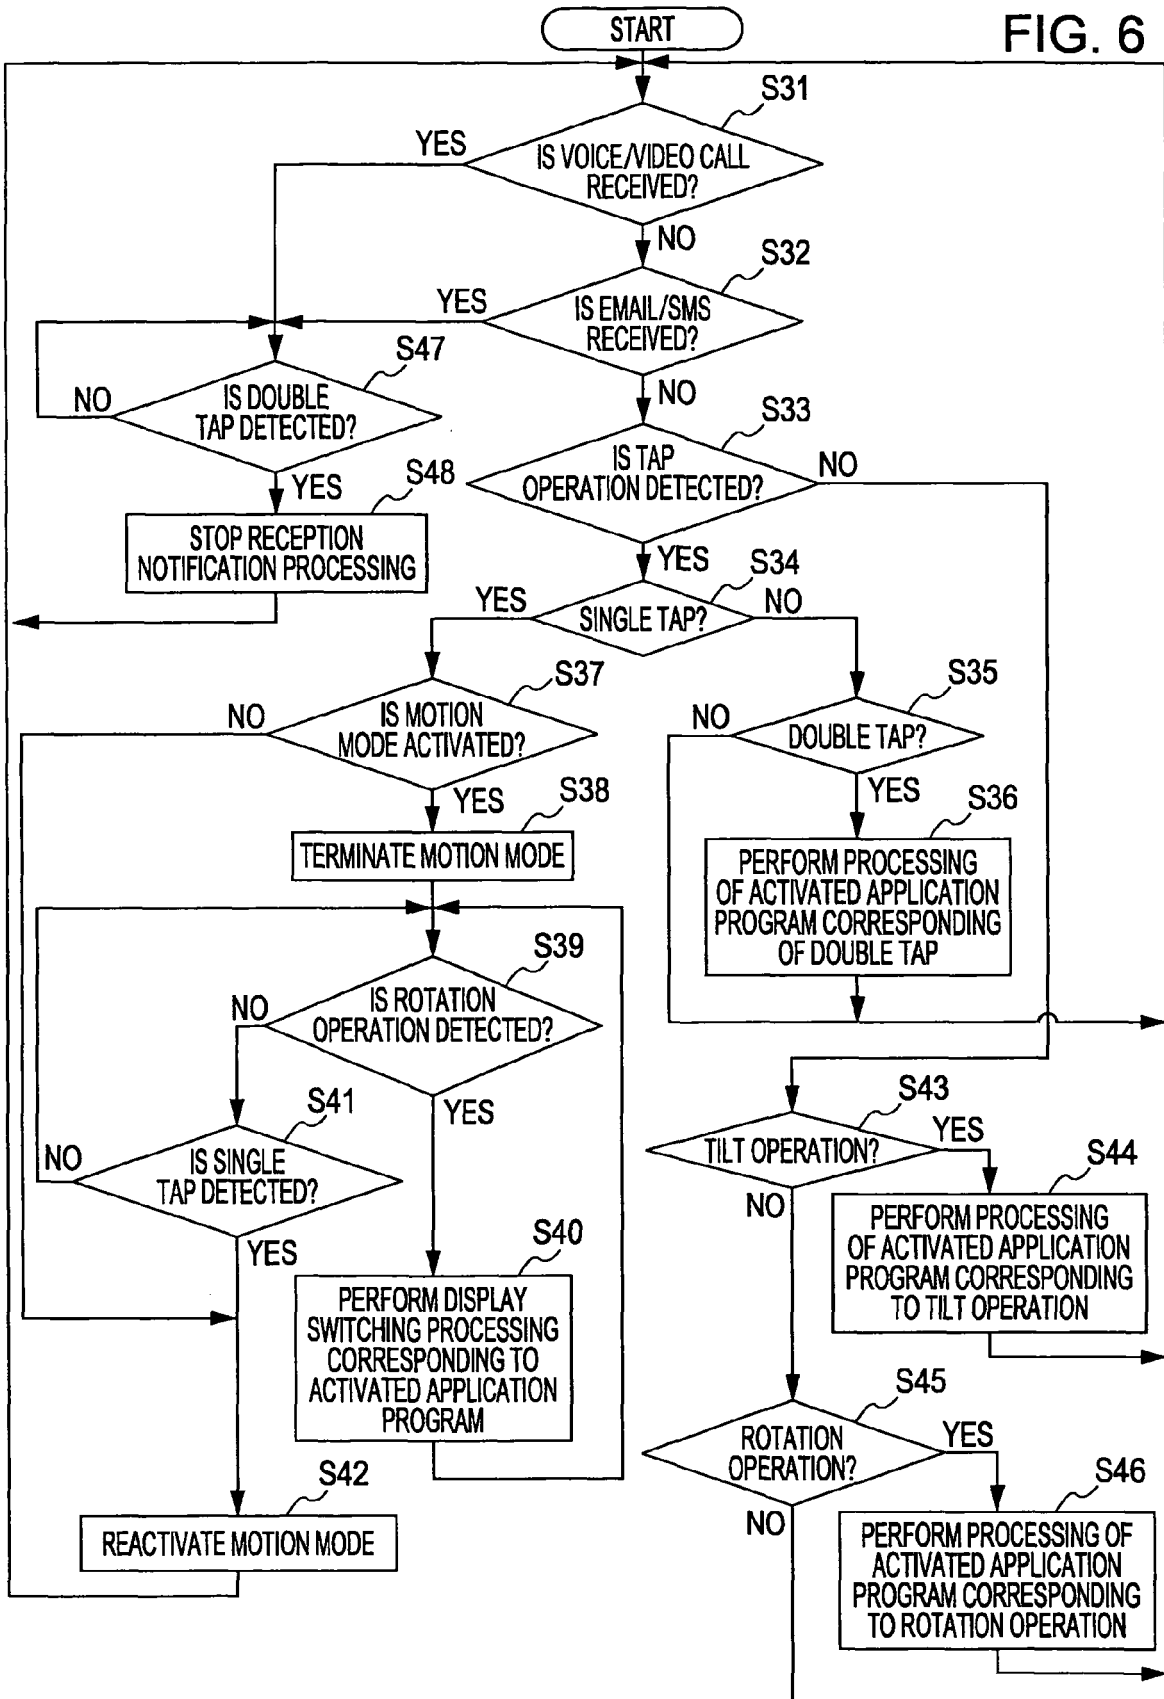 START
FIG. 6
S31
YES
IS VOICE/VIDEO CALL
RECEIVED?
NO
S32
YES
IS EMAIL/SMS
RECEIVED?
S47
NO
IS DOUBLE
TAP DETECTED?
NO
S33
IS TAP
OPERATION DETECTED?
NO
YES
S48
STOP RECEPTION
NOTIFICATION PROCESSING
YES
S34
YES
SINGLE TAP?
NO
S37
NO
IS MOTION
MODE ACTIVATED?
S35
NO
DOUBLE TAP?
YES
S38
TERMINATE MOTION MODE
YES
S36
PERFORM PROCESSING
OF ACTIVATED APPLICATION
PROGRAM CORRESPONDING
OF DOUBLE TAP
S39
NO
IS ROTATION
OPERATION DETECTED?
YES
S41
NO
IS SINGLE
TAP DETECTED?
YES
S43
TILT OPERATION?
YES
NO
S44
PERFORM PROCESSING
OF ACTIVATED APPLICATION
PROGRAM CORRESPONDING
TO TILT OPERATION
S40
PERFORM DISPLAY
SWITCHING PROCESSING
CORRESPONDING TO
ACTIVATED APPLICATION
PROGRAM
S45
ROTATION
OPERATION?
YES
NO
S42
REACTIVATE MOTION MODE
S46
PERFORM PROCESSING OF
ACTIVATED APPLICATION
PROGRAM CORRESPONDING
TO ROTATION OPERATION